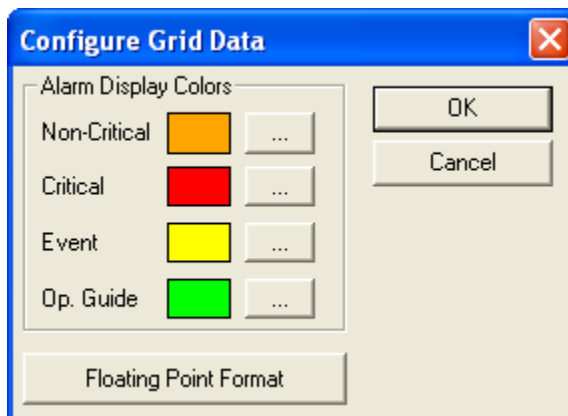 Configure Grid Data
Alarm Display Colors
Non-Critical ...
Critical ...
Event ...
Op. Guide ...
OK
Cancel
Floating Point Format